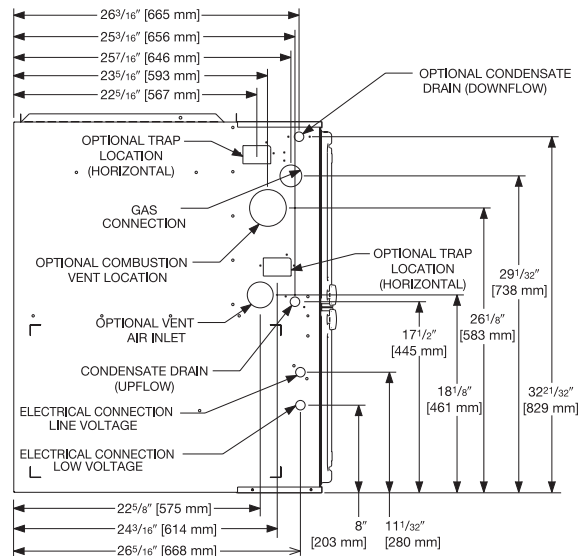 26³/₁₆″ [665 mm]
25³/₁₆″ [656 mm]
25⁷/₁₆″ [646 mm]
23⁵/₁₆″ [593 mm]
22⁵/₁₆″ [567 mm]
OPTIONAL CONDENSATE
DRAIN (DOWNFLOW)
OPTIONAL TRAP
LOCATION
(HORIZONTAL)
GAS
CONNECTION
OPTIONAL COMBUSTION
VENT LOCATION
OPTIONAL TRAP
LOCATION
(HORIZONTAL)
OPTIONAL VENT
AIR INLET
CONDENSATE DRAIN
(UPFLOW)
ELECTRICAL CONNECTION
LINE VOLTAGE
ELECTRICAL CONNECTION
LOW VOLTAGE
29¹/₃₂″
[738 mm]
26¹/₈″
[583 mm]
17¹/₂″
[445 mm]
18¹/₈″
[461 mm]
32²¹/₃₂″
[829 mm]
22⁵/₈″ [575 mm]
24³/₁₆″ [614 mm]
26⁵/₁₆″ [668 mm]
8″
[203 mm]
11¹/₃₂″
[280 mm]